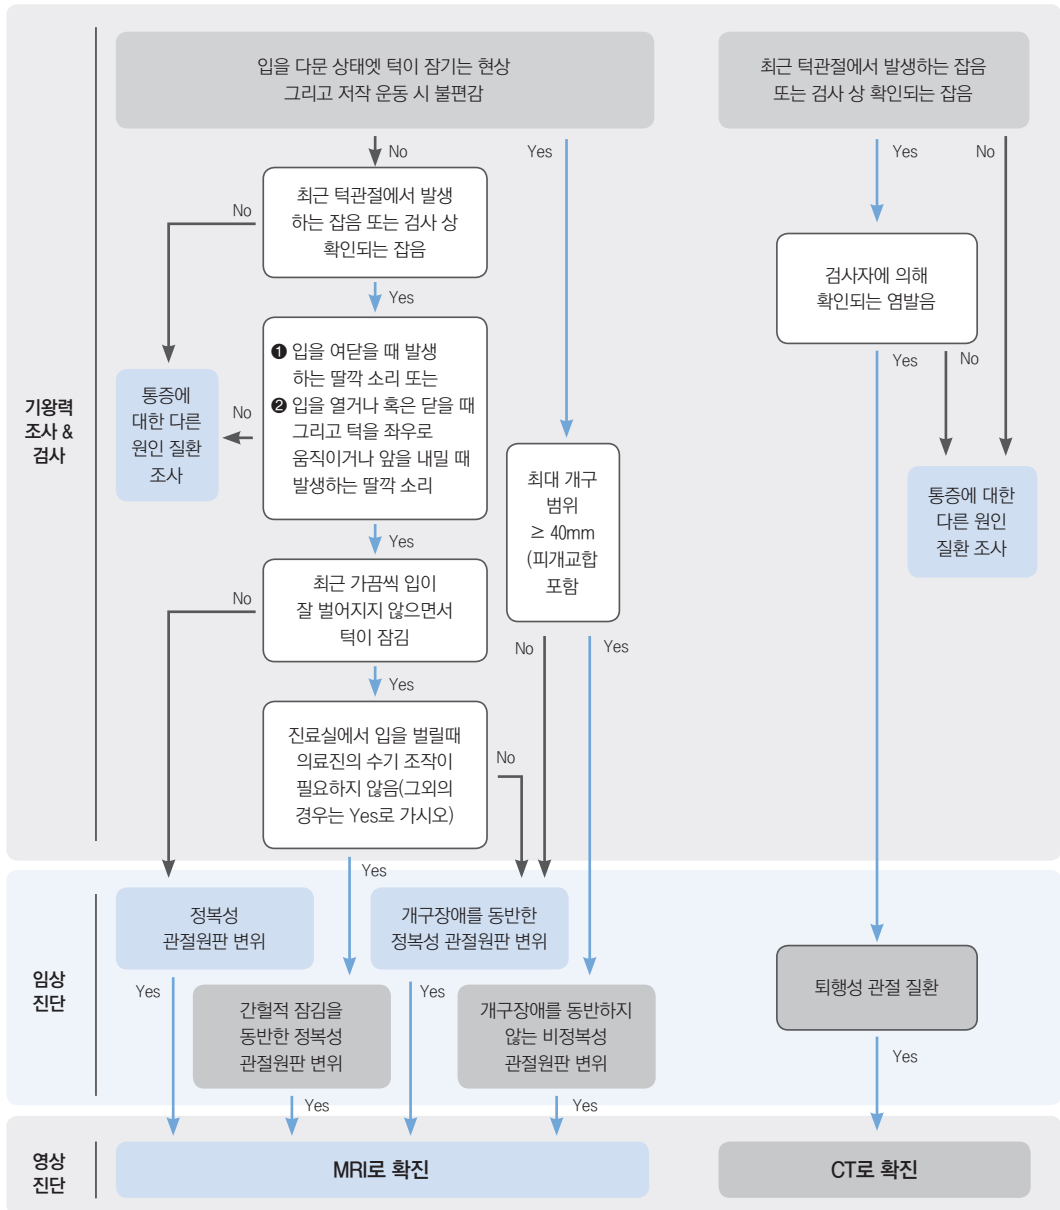 입을 다문 상태엣 턱이 잠기는 현상
그리고 저작 운동 시 불편감
최근 턱관절에서 발생하는 잡음
또는 검사 상 확인되는 잡음
No
Yes
Yes
No
최근 턱관절에서 발생
하는 잡음 또는 검사 상
확인되는 잡음
No
Yes
검사자에 의해
확인되는 염발음
Yes
No
❶ 입을 여닫을 때 발생
하는 딸깍 소리 또는
❷ 입을 열거나 혹은 닫을 때
그리고 턱을 좌우로
움직이거나 앞을 내밀 때
발생하는 딸깍 소리
No
Yes
통증에
대한 다른
원인 질환
조사
기왕력
조사 &
검사
최대 개구
범위
≥ 40mm
(피개교합
포함
No
Yes
통증에 대한
다른 원인
질환 조사
최근 가끔씩 입이
잘 벌어지지 않으면서
턱이 잠김
No
Yes
진료실에서 입을 벌릴때
의료진의 수기 조작이
필요하지 않음(그외의
경우는 Yes로 가시오)
No
Yes
임상
진단
정복성
관절원판 변위
Yes
개구장애를 동반한
정복성 관절원판 변위
Yes
간헐적 잠김을
동반한 정복성
관절원판 변위
Yes
개구장애를 동반하지
않는 비정복성
관절원판 변위
Yes
퇴행성 관절 질환
Yes
영상
진단
MRI로 확진
CT로 확진